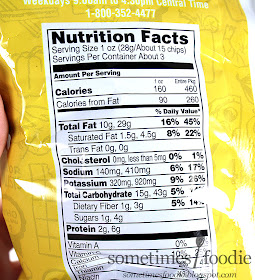 Weekdays 9:00am to 4:30pm Central Time
1-800-352-4477
Nutrition Facts
Serving Size 1 oz (28g/About 15 chips)
Servings Per Container About 3
Amount Per Serving 1 oz Entire Pkg
Calories 160 460
Calories from Fat 90 260
% Daily Value*
Total Fat 10g, 29g 16% 45%
Saturated Fat 1.5g, 4.5g 8% 22%
Trans Fat 0g, 0g
Cholesterol 0mg, less than 5mg 0% 1%
Sodium 140mg, 410mg 6% 17%
Potassium 320mg, 920mg 9% 26%
Total Carbohydrate 15g, 43g 5% 14%
Dietary Fiber 1g, 3g 5% 14%
Sugars 1g, 4g
Protein 2g, 6g
Vitamin A 0% 0%
Vitamin C
sometimes foodie
sometimesfoodie.blogspot.com